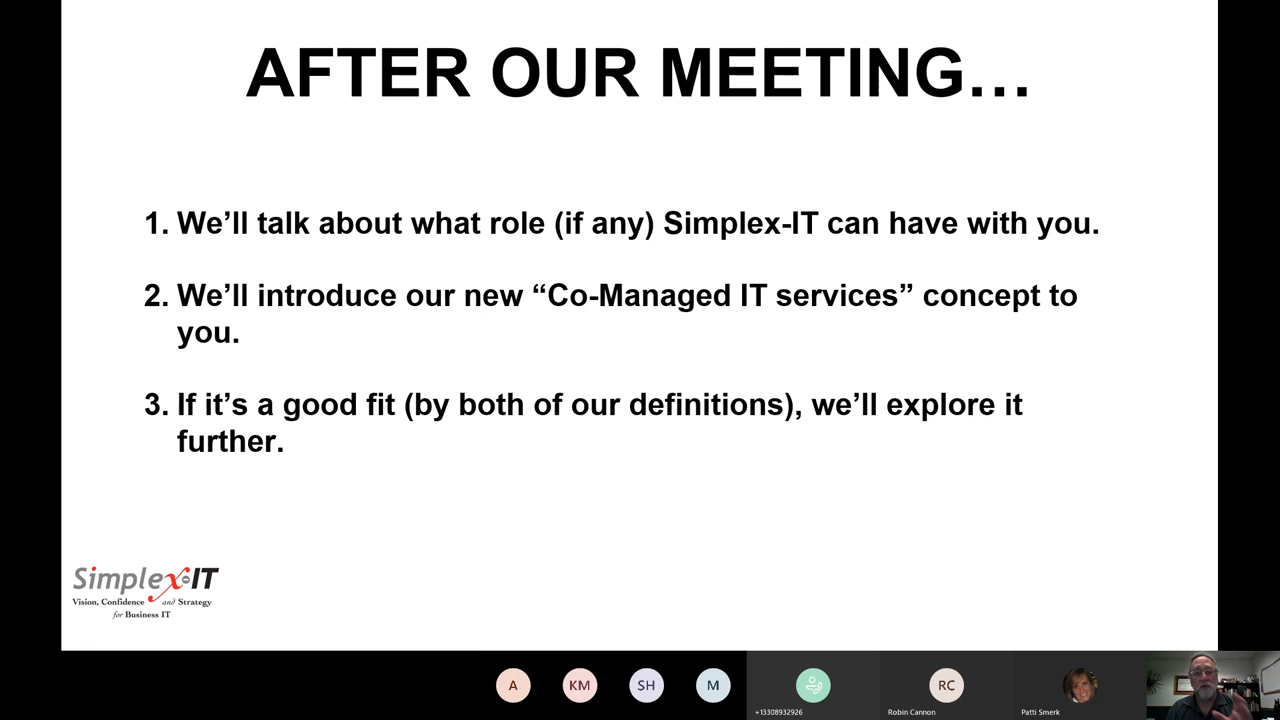 AFTER OUR MEETING…
1. We’ll talk about what role (if any) Simplex-IT can have with you.
2. We’ll introduce our new “Co-Managed IT services” concept to
you.
3. If it’s a good fit (by both of our definitions), we’ll explore it
further.
Simplex-IT
Vision, Confidence and Strategy
for Business IT
A
KM
SH
M
RC
+13308932926
Robin Cannon
Patti Smerk